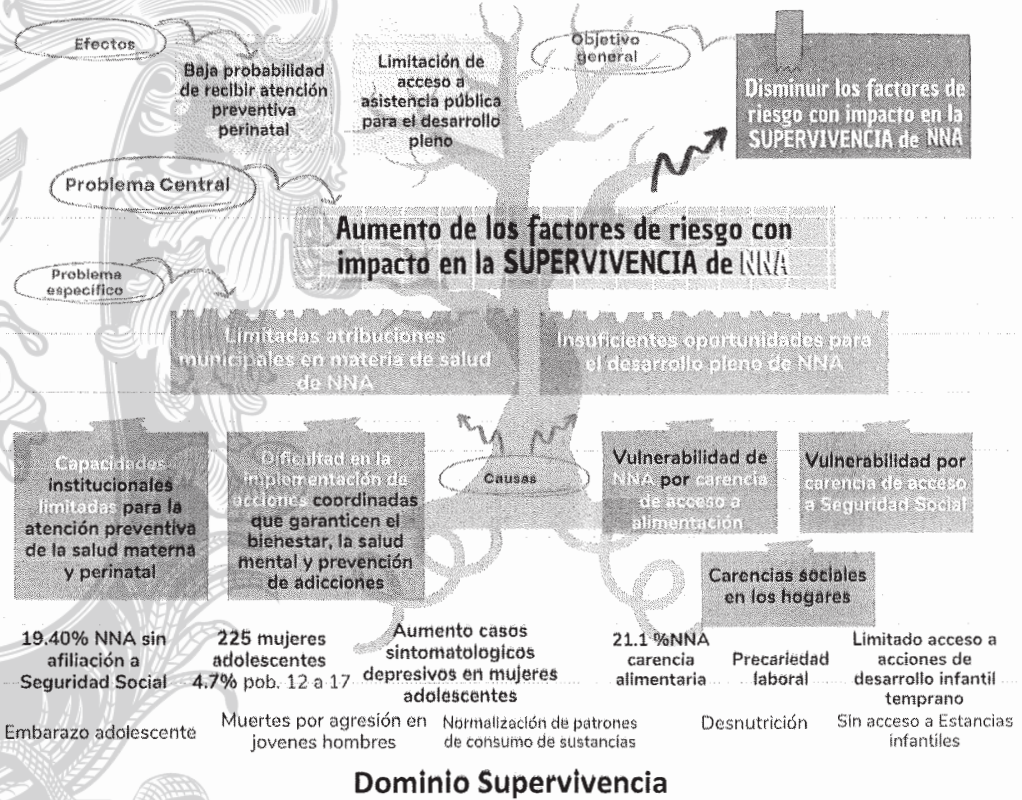 Efectos
Baja probabilidad
de recibir atención
preventiva
perinatal
Limitación de
acceso a
asistencia pública
para el desarrollo
pleno
Objetivo
general
Disminuir los factores de
riesgo con impacto en la
SUPERVIVENCIA de NNA
Problema Central
Aumento de los factores de riesgo con
impacto en la SUPERVIVENCIA de NNA
Problema
específico
Limitadas atribuciones
municipales en materia de salud
de NNA
Insuficientes oportunidades para
el desarrollo pleno de NNA
Capacidades
institucionales
limitadas para la
atención preventiva
de la salud materna
y perinatal
Dificultad en la
implementación de
acciones coordinadas
que garanticen el
bienestar, la salud
mental y prevención
de adicciones
Causas
Vulnerabilidad de
NNA por carencia
de acceso a
alimentación
Vulnerabilidad por
carencia de acceso
a Seguridad Social
Carencias sociales
en los hogares
19.40% NNA sin
afiliación a
Seguridad Social
225 mujeres
adolescentes
4.7% pob. 12 a 17
Aumento casos
sintomatologicos
depresivos en mujeres
adolescentes
21.1 %NNA
carencia
alimentaria
Precariedad
laboral
Limitado acceso a
acciones de
desarrollo infantil
temprano
Embarazo adolescente
Muertes por agresión en
jovenes hombres
Normalización de patrones
de consumo de sustancias
Desnutrición
Sin acceso a Estancias
infantiles
Dominio Supervivencia